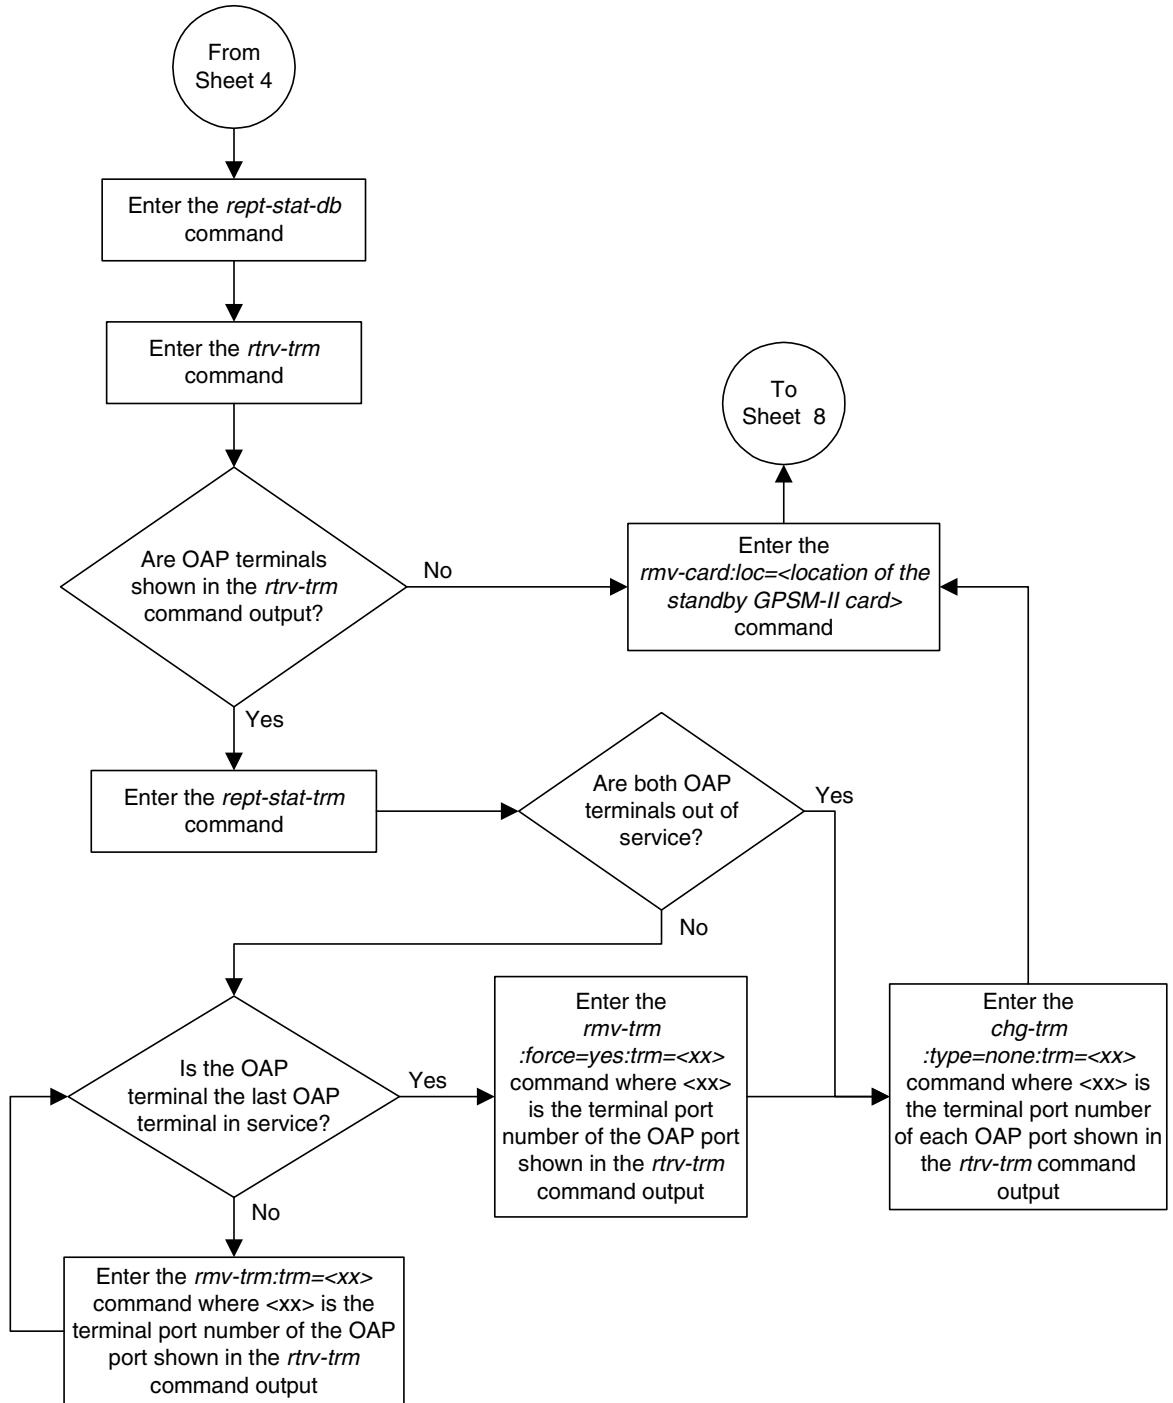 From
Sheet 4
Enter the rept-stat-db
command
Enter the rtrv-trm
command
To
Sheet 8
Are OAP terminals
shown in the rtrv-trm
command output?
No
Enter the
rmv-card:loc=<location of the
standby GPSM-II card>
command
Yes
Enter the rept-stat-trm
command
Are both OAP
terminals out of
service?
Yes
No
Is the OAP
terminal the last OAP
terminal in service?
Yes
Enter the
rmv-trm
:force=yes:trm=<xx>
command where <xx>
is the terminal port
number of the OAP port
shown in the rtrv-trm
command output
Enter the
chg-trm
:type=none:trm=<xx>
command where <xx> is
the terminal port number
of each OAP port shown in
the rtrv-trm command
output
No
Enter the rmv-trm:trm=<xx>
command where <xx> is the
terminal port number of the OAP
port shown in the rtrv-trm
command output